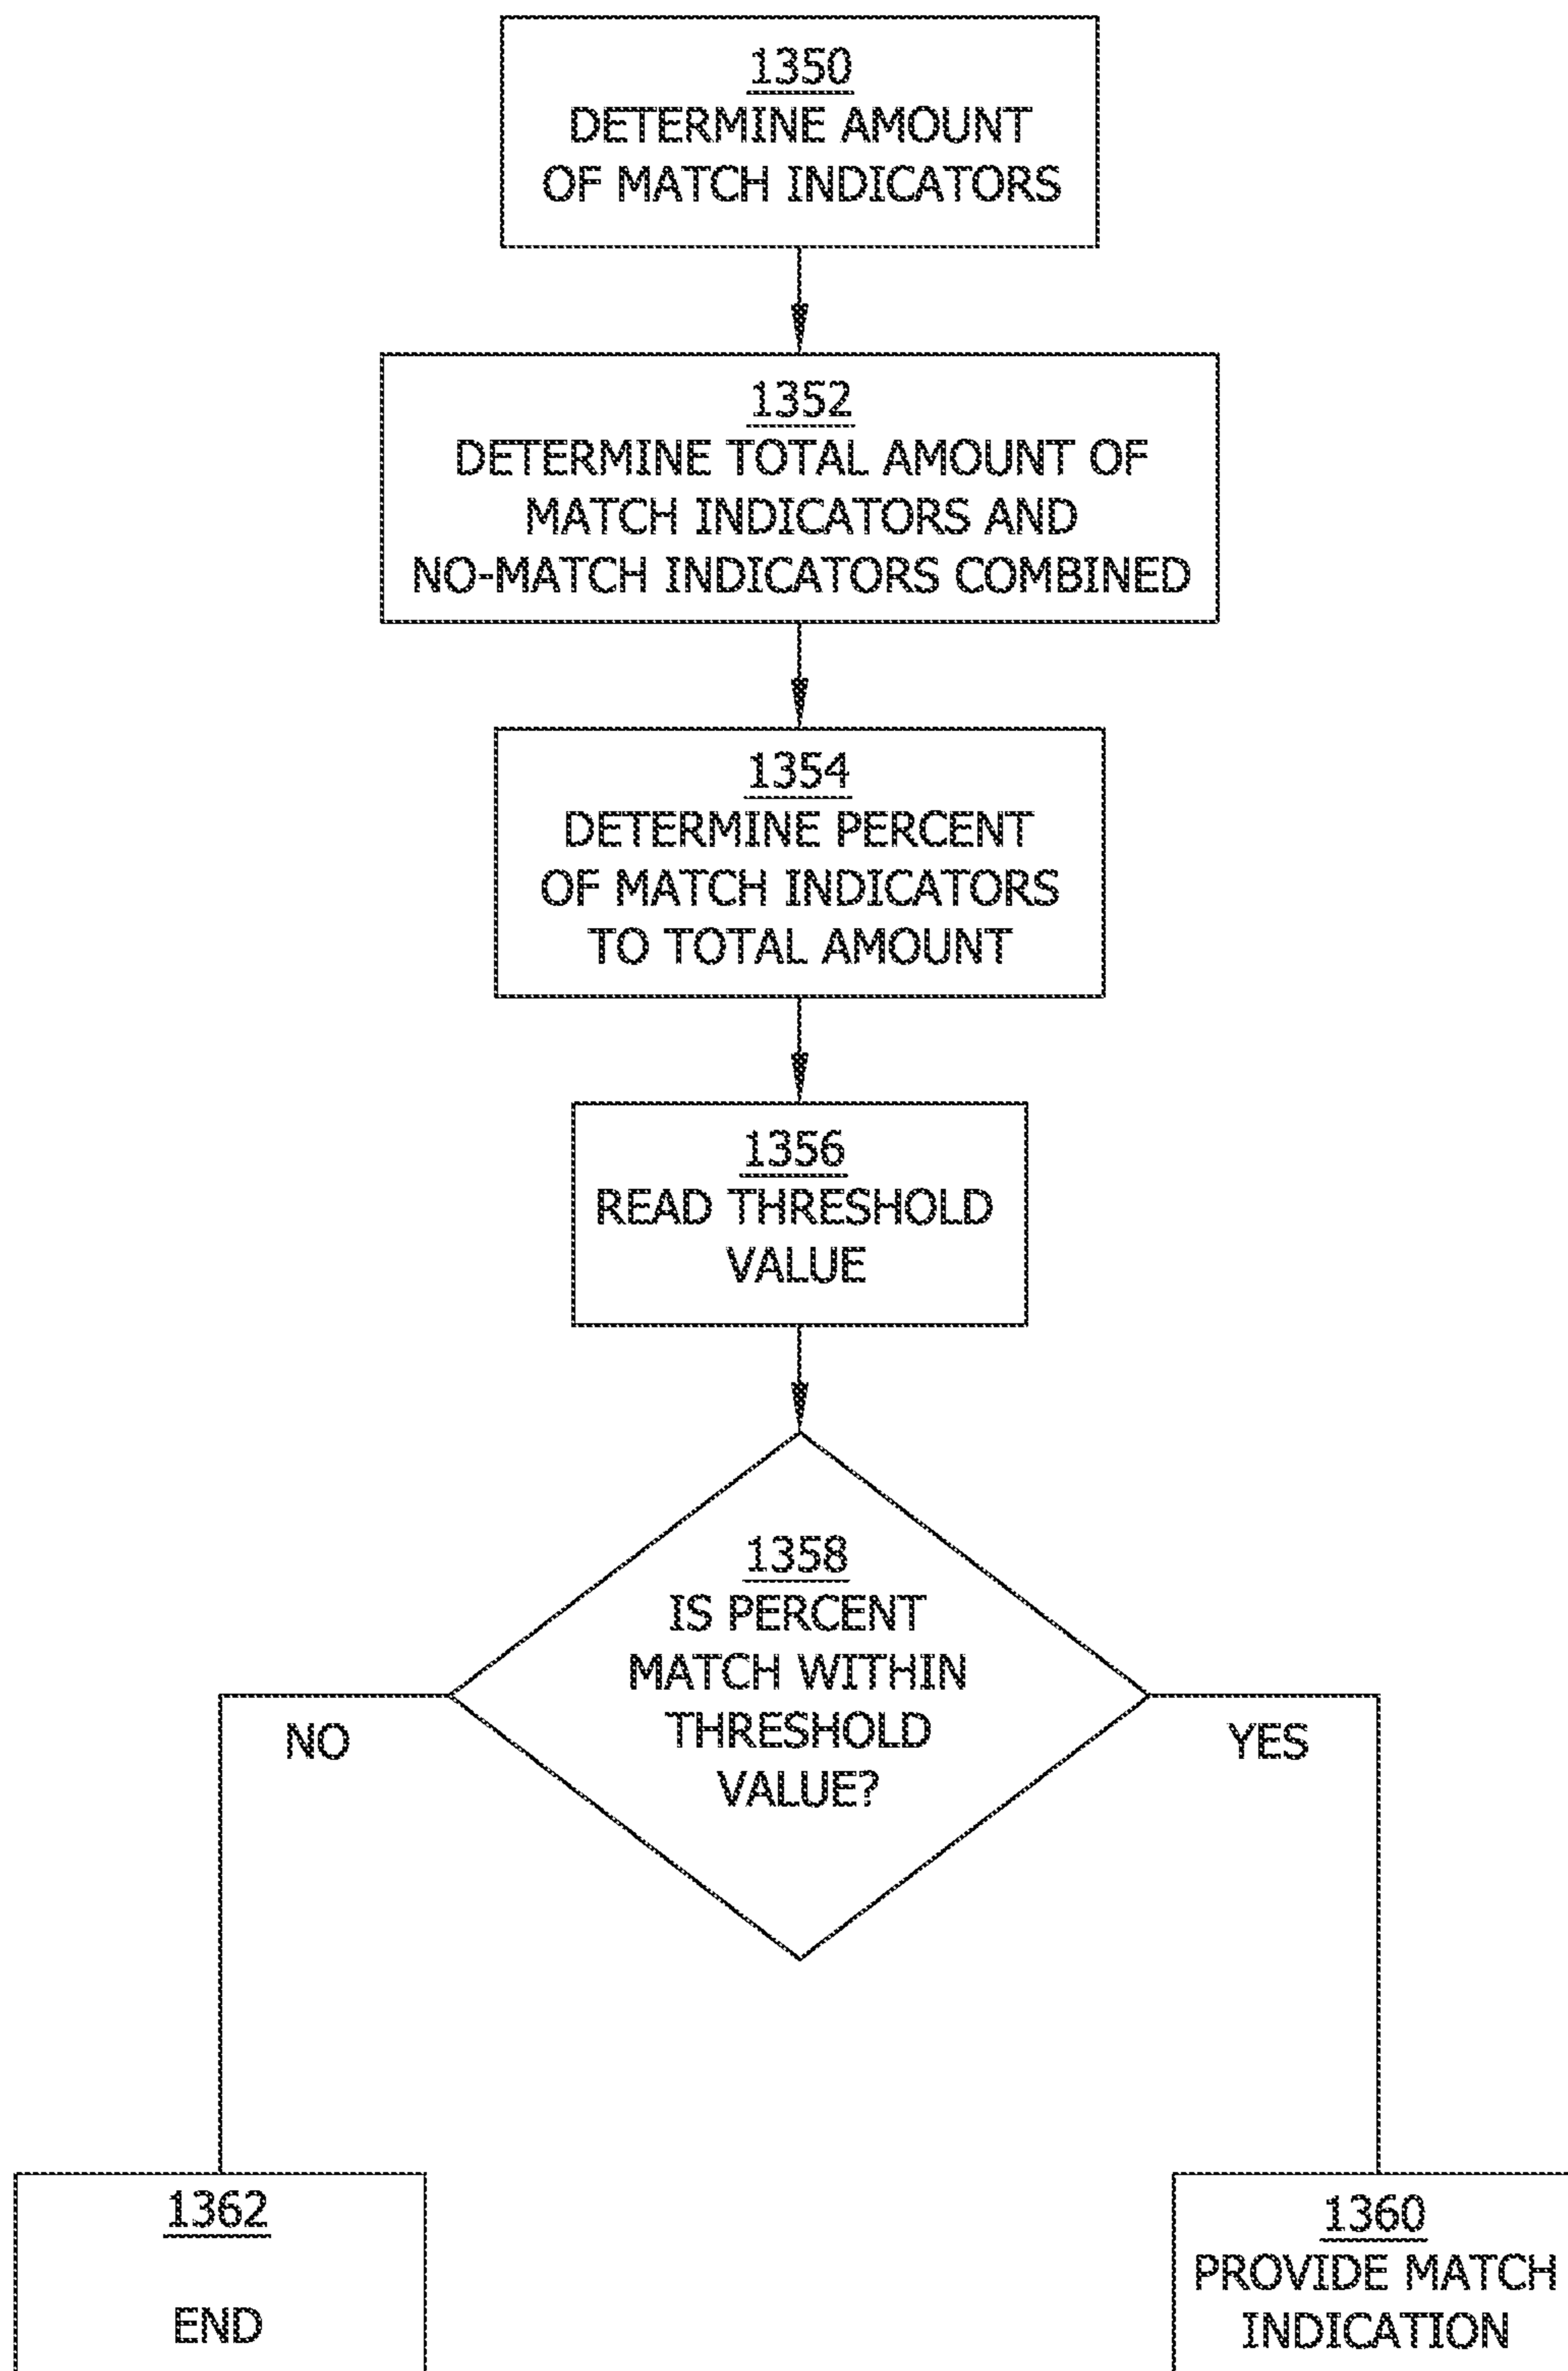 1350
DETERMINE AMOUNT
OF MATCH INDICATORS
1352
DETERMINE TOTAL AMOUNT OF
MATCH INDICATORS AND
NO-MATCH INDICATORS COMBINED
1354
DETERMINE PERCENT
OF MATCH INDICATORS
TO TOTAL AMOUNT
1356
READ THRESHOLD
VALUE
1358
IS PERCENT
MATCH WITHIN
THRESHOLD
VALUE?
NO
YES
1362
END
1360
PROVIDE MATCH
INDICATION